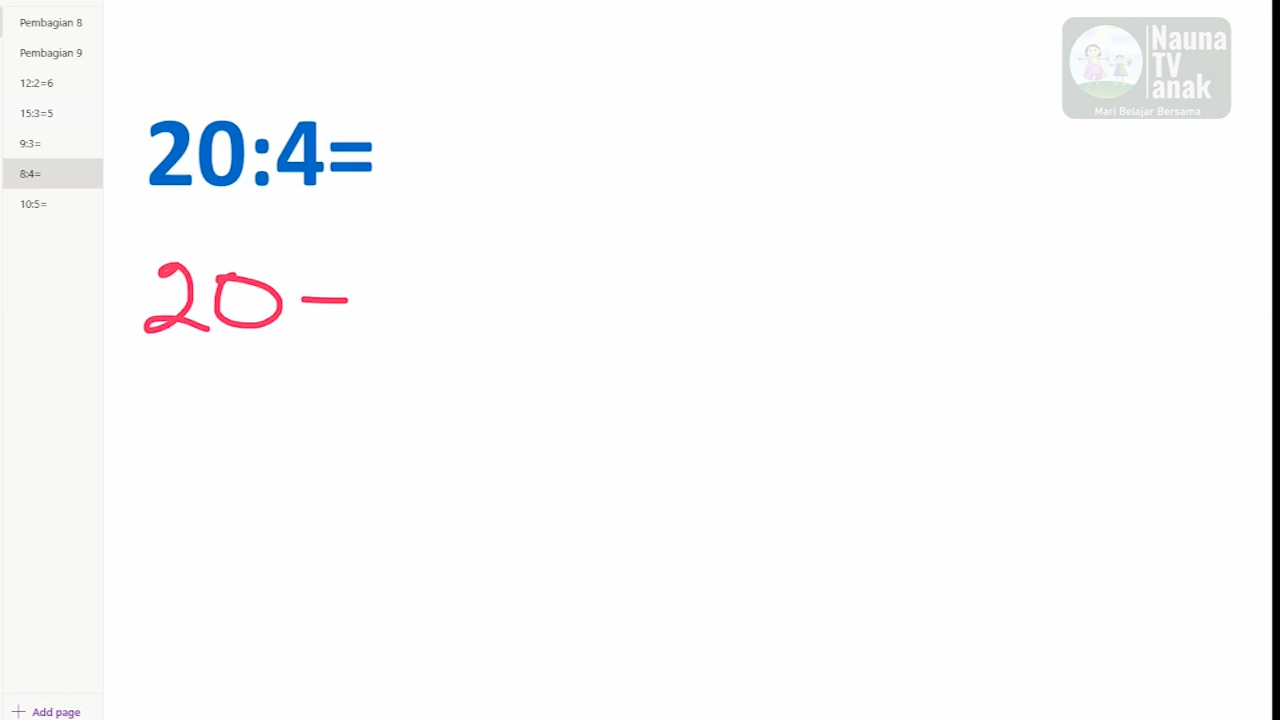 Pembagian 8
Pembagian 9
12:2=6
15:3=5
9:3=
8:4=
10:5=
Add page
20:4=
20 -
Nauna
TV
anak
Mari Belajar Bersama